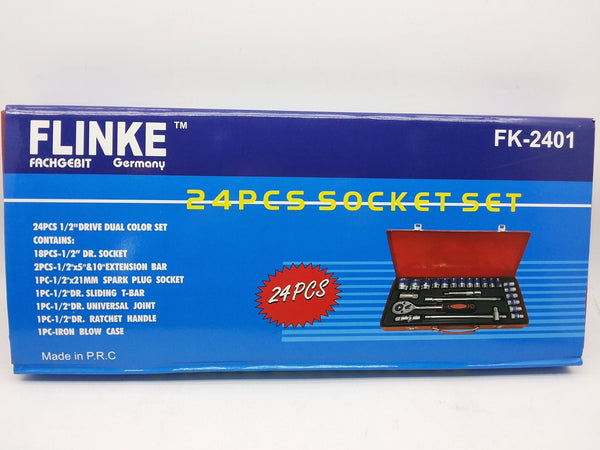 FLINKE™
FACHGEBIT Germany
FK-2401
24PCS SOCKET SET
24PCS 1/2"DRIVE DUAL COLOR SET
CONTAINS:
18PCS-1/2" DR. SOCKET
2PCS-1/2"x5"&10"EXTENSION BAR
1PC-1/2"x21MM SPARK PLUG SOCKET
1PC-1/2"DR. SLIDING T-BAR
1PC-1/2"DR. UNIVERSAL JOINT
1PC-1/2"DR. RATCHET HANDLE
1PC-IRON BLOW CASE
24PCS
Made in P.R.C